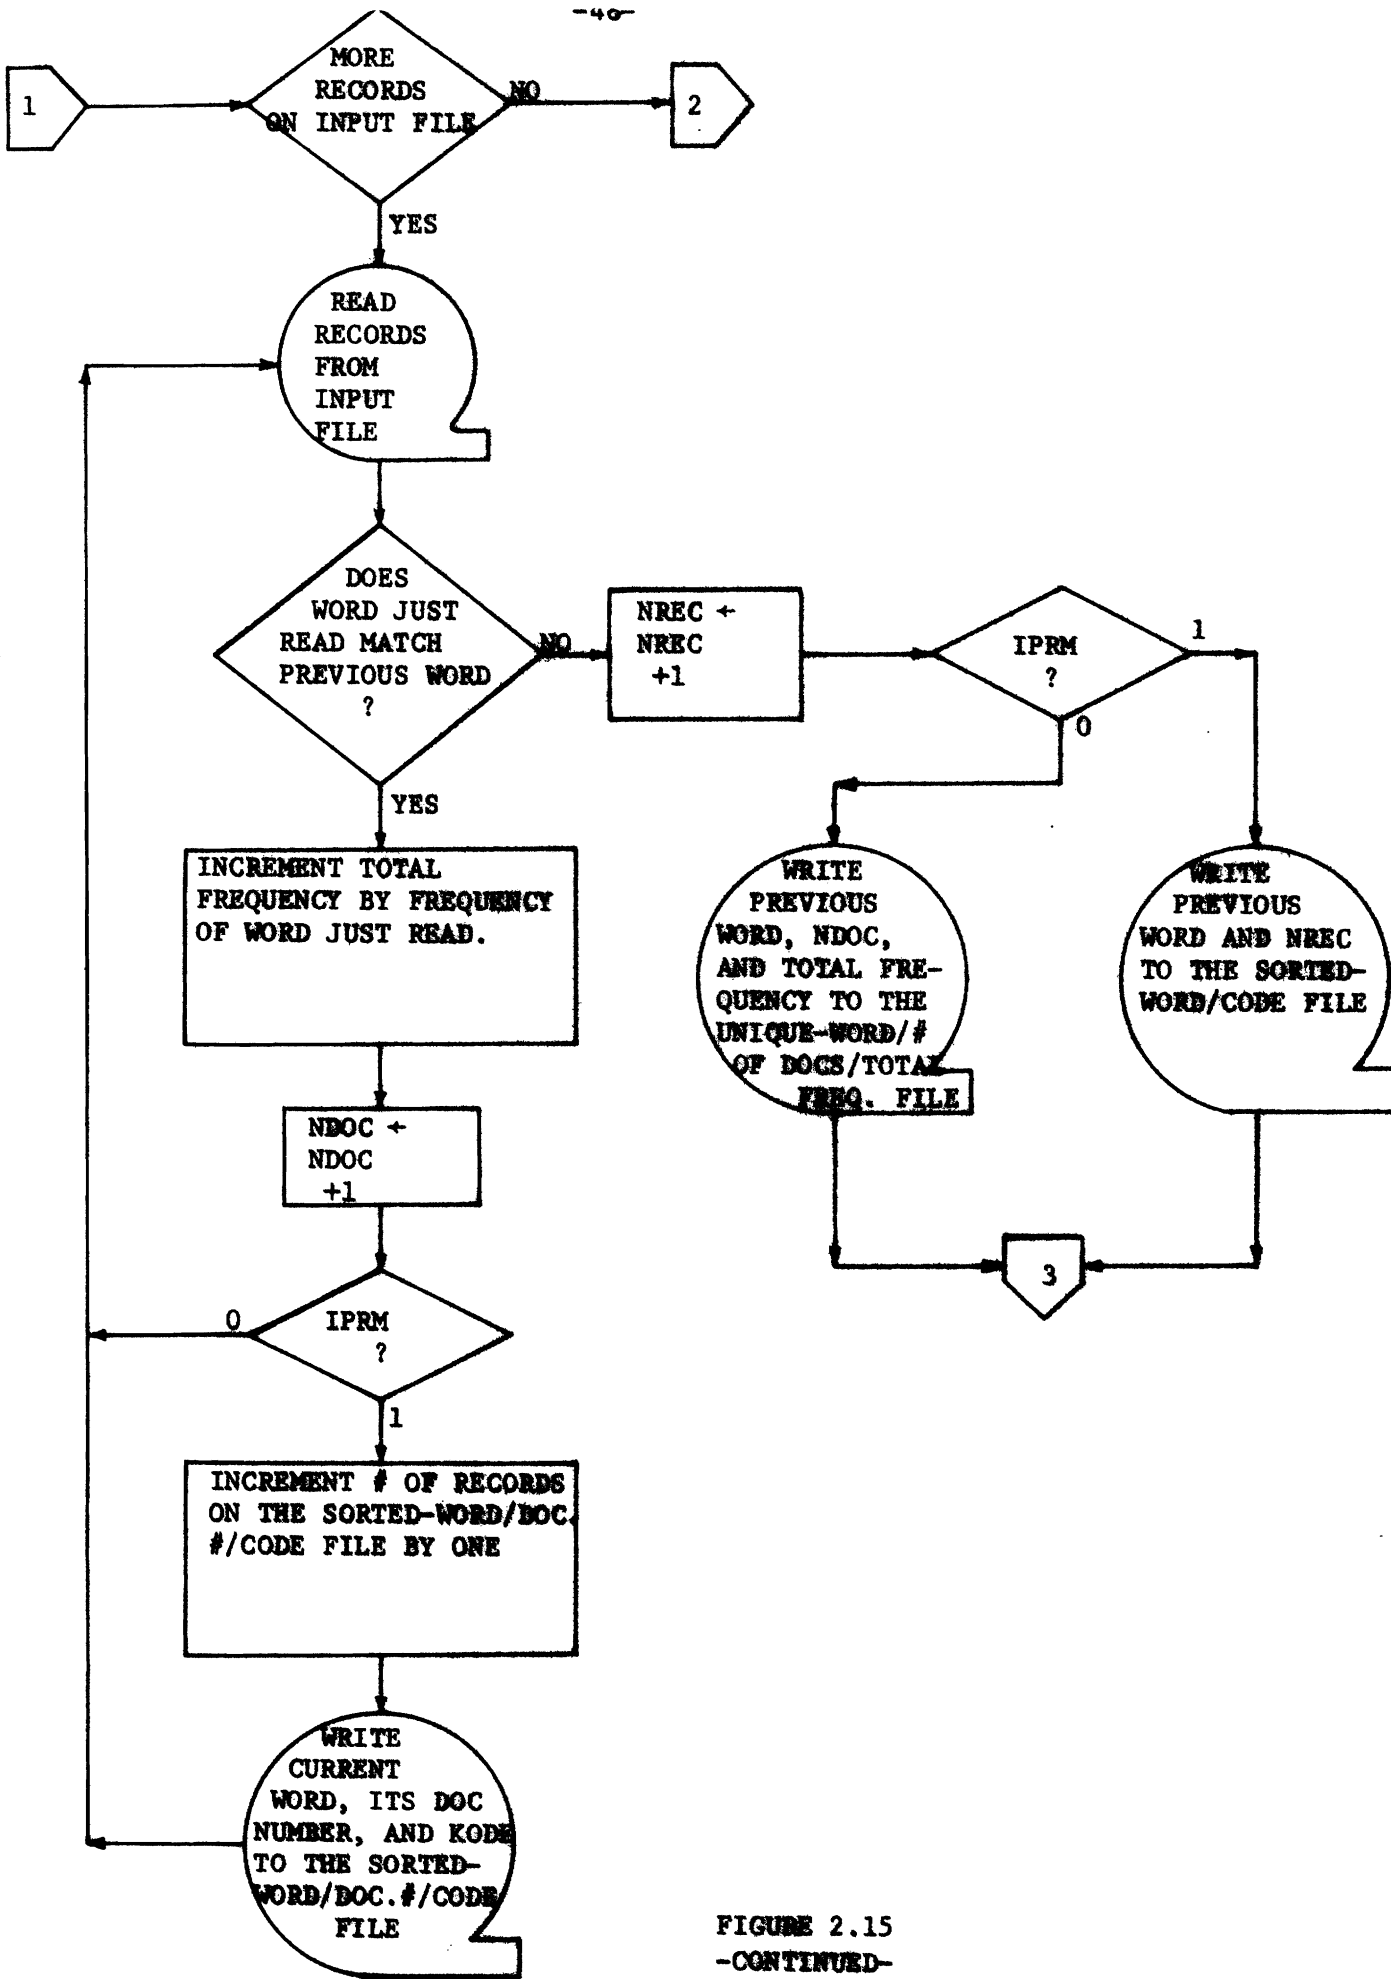 -40-
1
MORE
RECORDS
ON INPUT FILE
NO
2
YES
READ
RECORDS
FROM
INPUT
FILE
DOES
WORD JUST
READ MATCH
PREVIOUS WORD
?
NO
NREC ←
NREC
+1
IPRM
?
1
0
YES
INCREMENT TOTAL
FREQUENCY BY FREQUENCY
OF WORD JUST READ.
WRITE
PREVIOUS
WORD, NDOC,
AND TOTAL FRE-
QUENCY TO THE
UNIQUE-WORD/#
OF DOCS/TOTAL
FREQ. FILE
WRITE
PREVIOUS
WORD AND NREC
TO THE SORTED-
WORD/CODE FILE
NDOC ←
NDOC
+1
3
0
IPRM
?
1
INCREMENT # OF RECORDS
ON THE SORTED-WORD/DOC.
#/CODE FILE BY ONE
WRITE
CURRENT
WORD, ITS DOC
NUMBER, AND KODE
TO THE SORTED-
WORD/DOC.#/CODE
FILE
FIGURE 2.15
-CONTINUED-